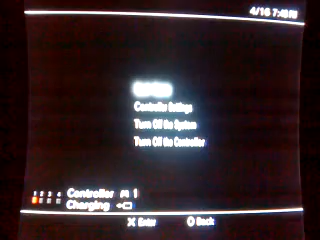 4/16 7:48 PM
Controller Settings
Turn Off the System
Turn Off the Controller
1 2 3 4
Controller 1
Charging
Enter
Back